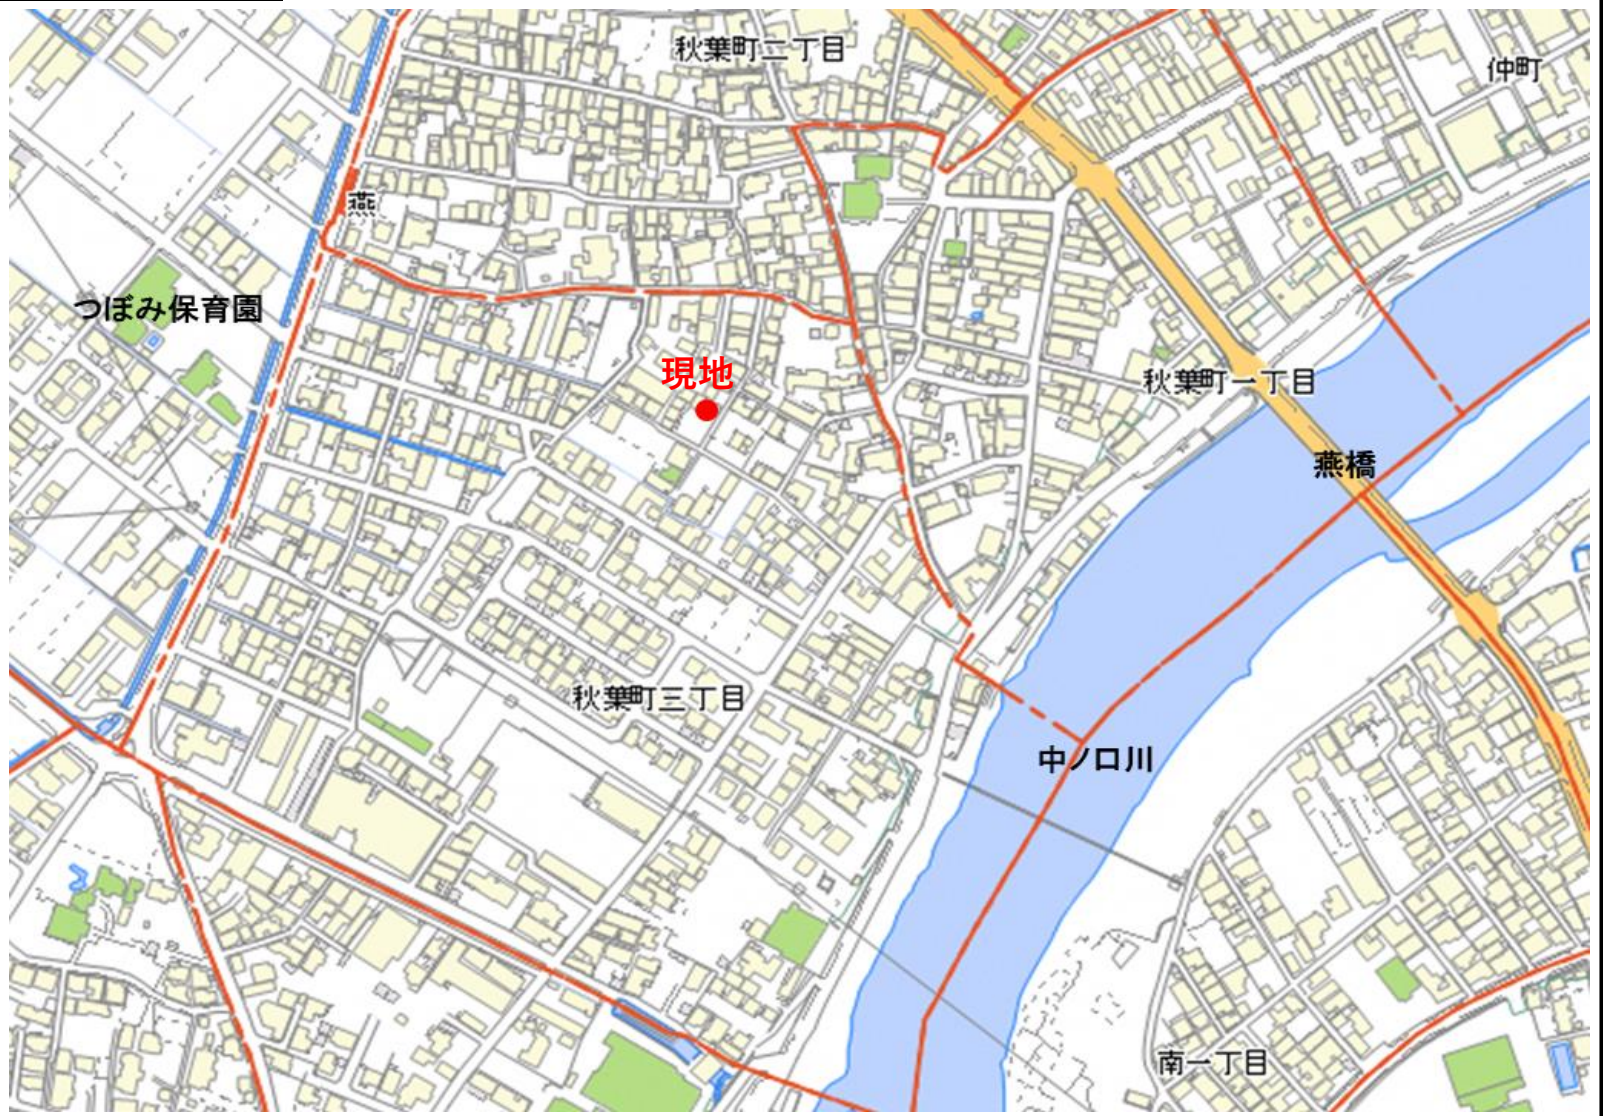 秋葉町二丁目
仲町
燕
つぼみ保育園
現地
秋葉町一丁目
燕橋
秋葉町三丁目
中ノ口川
南一丁目